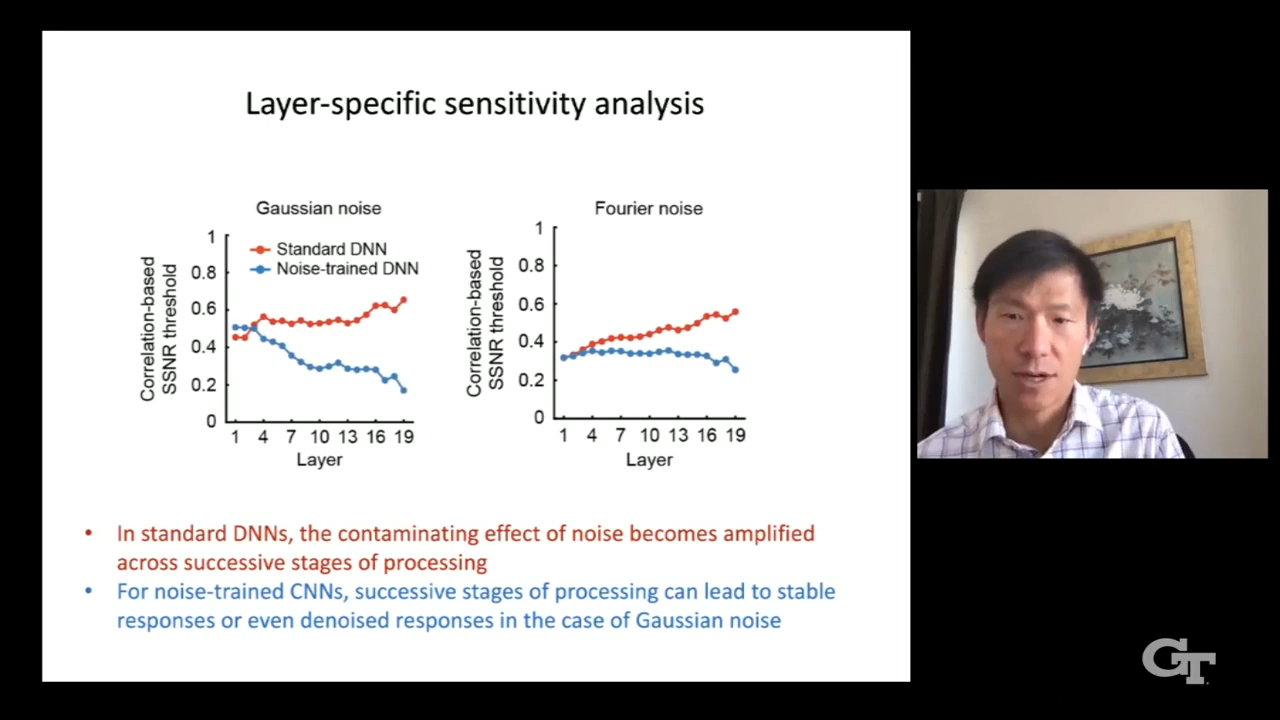 Layer-specific sensitivity analysis
Gaussian noise
Correlation-based
SSNR threshold
1
0.8
0.6
0.4
0.2
0
Standard DNN
Noise-trained DNN
1 4 7 10 13 16 19
Layer
Fourier noise
Correlation-based
SSNR threshold
1
0.8
0.6
0.4
0.2
0
1 4 7 10 13 16 19
Layer
• In standard DNNs, the contaminating effect of noise becomes amplified
across successive stages of processing
• For noise-trained CNNs, successive stages of processing can lead to stable
responses or even denoised responses in the case of Gaussian noise
GT